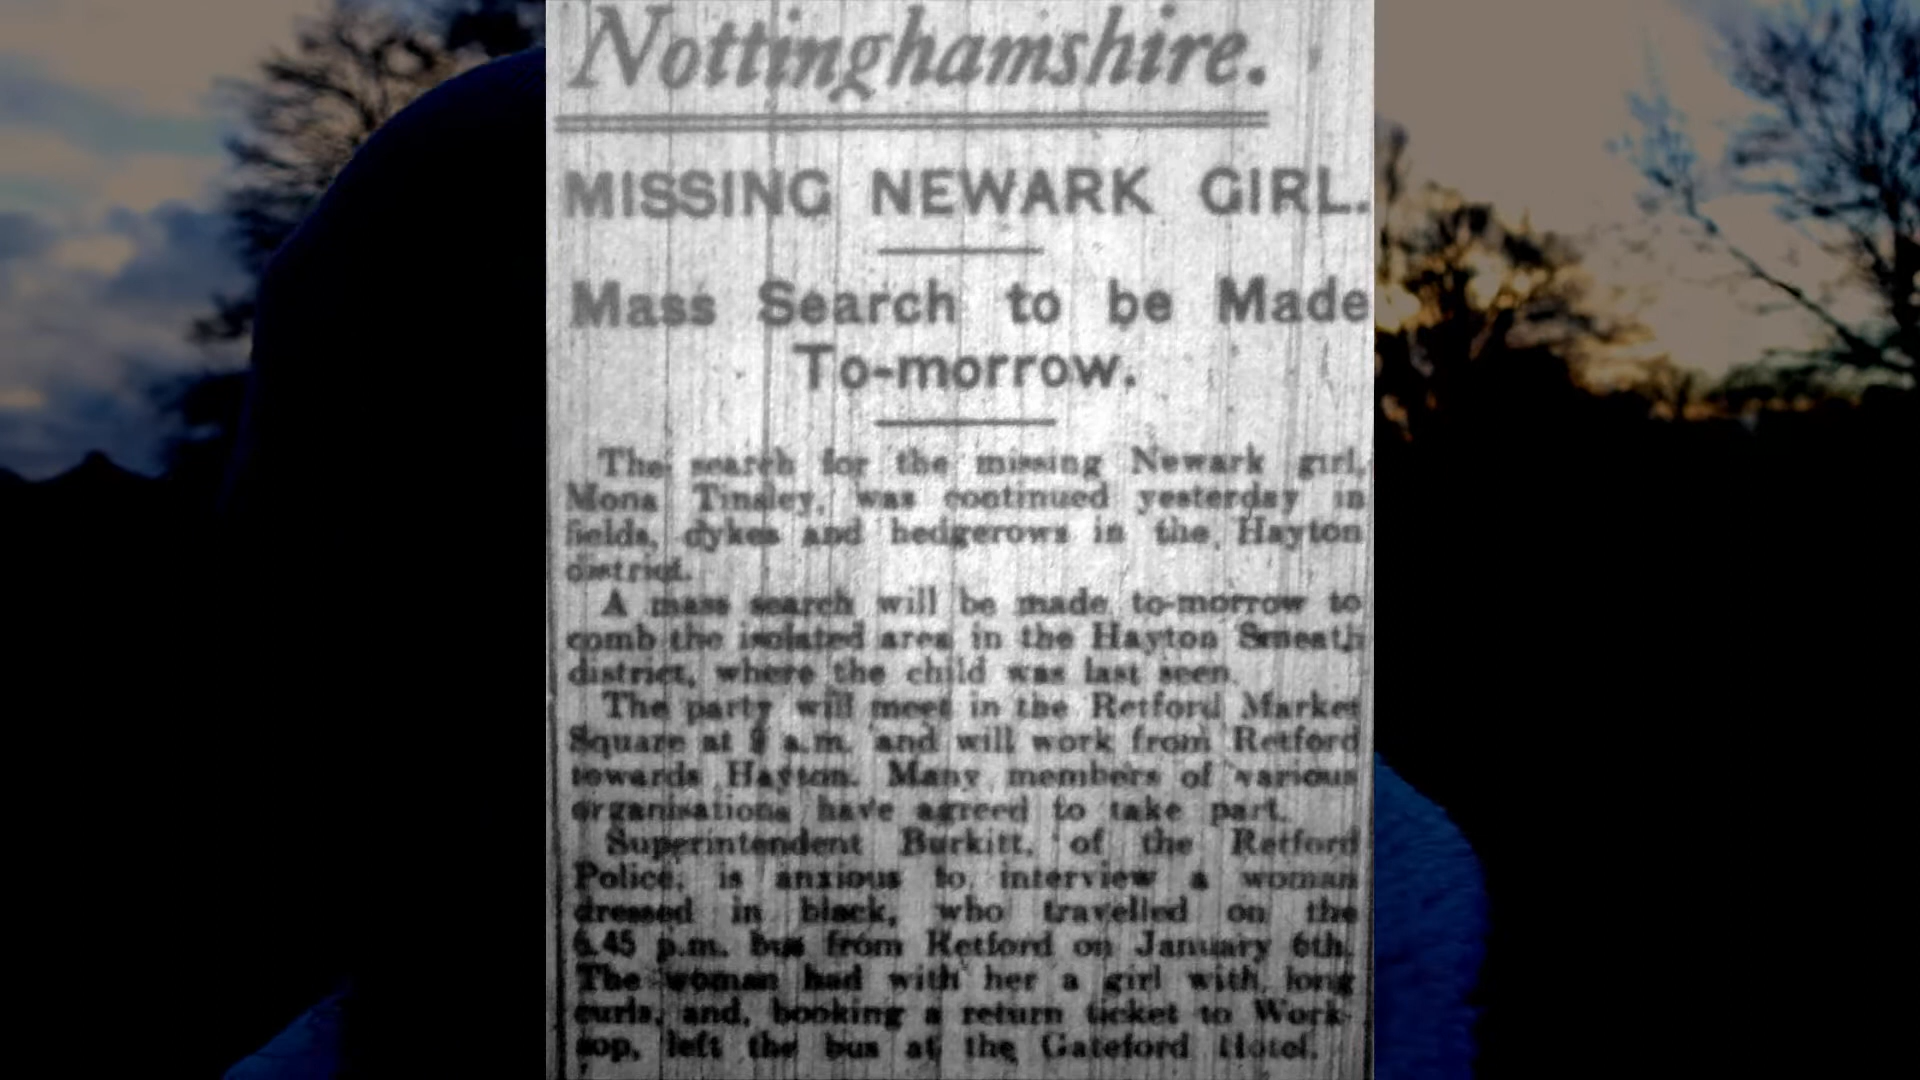 Nottinghamshire.
MISSING NEWARK GIRL.
Mass Search to be Made
To-morrow.
The search for the missing Newark girl,
Mona Tinsley, was continued yesterday in
fields, dykes and hedgerows in the Hayton
district.
A mass search will be made to-morrow to
comb the isolated area in the Hayton Smeath
district, where the child was last seen.
The party will meet in the Retford Market
Square at a.m. and will work from Retford
towards Hayton. Many members of various
organisations have agreed to take part.
Superintendent Burkitt, of the Retford
Police, is anxious to interview a woman
dressed in black, who travelled on the
6.45 p.m. bus from Retford on January 6th.
The woman had with her a girl with long
curls, and, booking a return ticket to Work-
sop, left the bus at the Gateford Hotel.